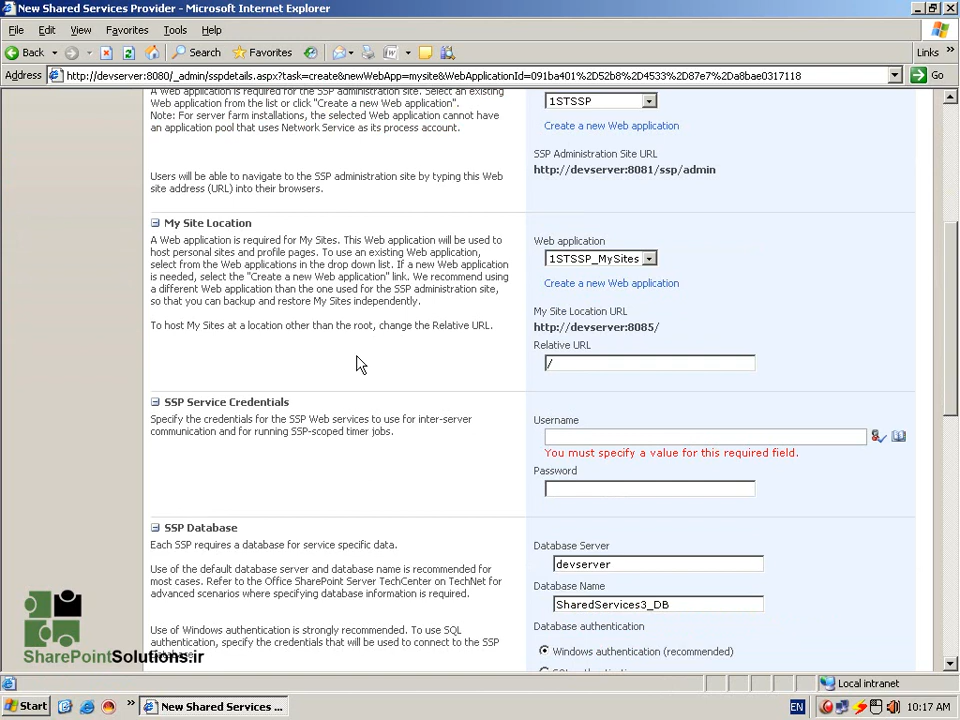 New Shared Services Provider - Microsoft Internet Explorer
File Edit View Favorites Tools Help
Back Search Favorites Links »
Address http://devserver:8080/_admin/sspdetails.aspx?task=create&newWebApp=mysite&WebApplicationId=091ba401%2D52b8%2D4533%2D87e7%2Da8bae0317118 Go
A Web application is required for the SSP administration site. Select an existing
Web application from the list or click "Create a new Web application".
Note: For server farm installations, the selected Web application cannot have
an application pool that uses Network Service as its process account.
Users will be able to navigate to the SSP administration site by typing this Web
site address (URL) into their browsers.
1STSSP
Create a new Web application
SSP Administration Site URL
http://devserver:8081/ssp/admin
My Site Location
A Web application is required for My Sites. This Web application will be used to
host personal sites and profile pages. To use an existing Web application,
select from the Web applications in the drop down list. If a new Web application
is needed, select the "Create a new Web application" link. We recommend using
a different Web application than the one used for the SSP administration site,
so that you can backup and restore My Sites independently.
To host My Sites at a location other than the root, change the Relative URL.
Web application
1STSSP_MySites
Create a new Web application
My Site Location URL
http://devserver:8085/
Relative URL
/
SSP Service Credentials
Specify the credentials for the SSP Web services to use for inter-server
communication and for running SSP-scoped timer jobs.
Username
You must specify a value for this required field.
Password
SSP Database
Each SSP requires a database for service specific data.
Use of the default database server and database name is recommended for
most cases. Refer to the Office SharePoint Server TechCenter on TechNet for
advanced scenarios where specifying database information is required.
Use of Windows authentication is strongly recommended. To use SQL
authentication, specify the credentials that will be used to connect to the SSP
Database Server
devserver
Database Name
SharedServices3_DB
Database authentication
Windows authentication (recommended)
SharePointSolutions.ir
Local intranet
Start » New Shared Services ... EN 10:17 AM